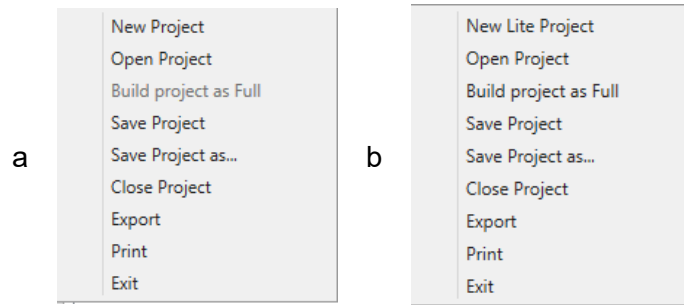 a
New Project
Open Project
Build project as Full
Save Project
Save Project as...
Close Project
Export
Print
Exit
b
New Lite Project
Open Project
Build project as Full
Save Project
Save Project as...
Close Project
Export
Print
Exit